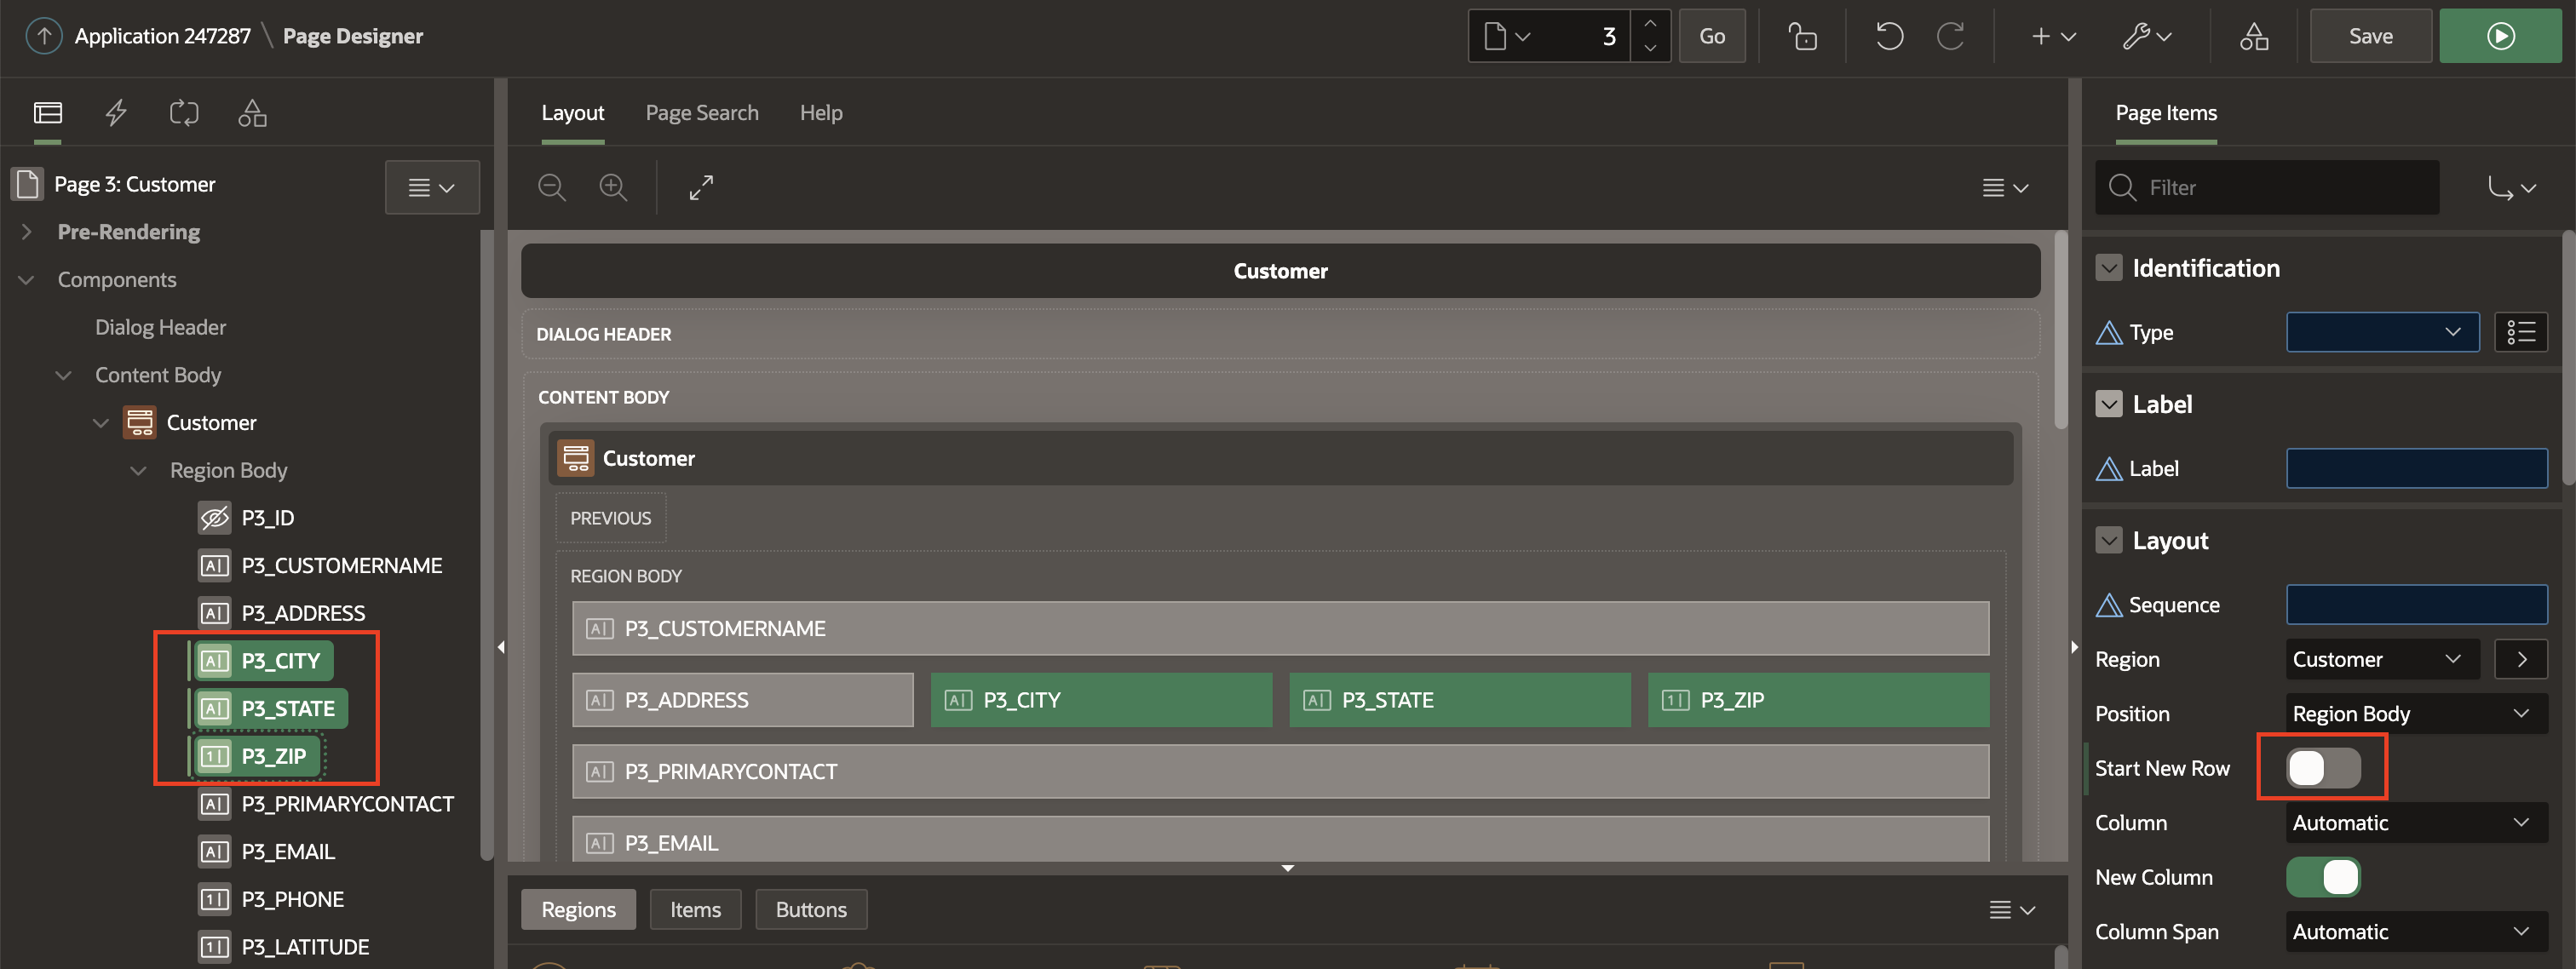 Application 247287 \ Page Designer
3
Go
Save
Page 3: Customer
Pre-Rendering
Components
Dialog Header
Content Body
Customer
Region Body
P3_ID
P3_CUSTOMERNAME
P3_ADDRESS
P3_CITY
P3_STATE
P3_ZIP
P3_PRIMARYCONTACT
P3_EMAIL
P3_PHONE
P3_LATITUDE
Layout Page Search Help
Customer
DIALOG HEADER
CONTENT BODY
Customer
PREVIOUS
REGION BODY
P3_CUSTOMERNAME
P3_ADDRESS P3_CITY P3_STATE P3_ZIP
P3_PRIMARYCONTACT
P3_EMAIL
Regions Items Buttons
Page Items
Filter
Identification
Type
Label
Label
Layout
Sequence
Region Customer
Position Region Body
Start New Row
Column Automatic
New Column
Column Span Automatic